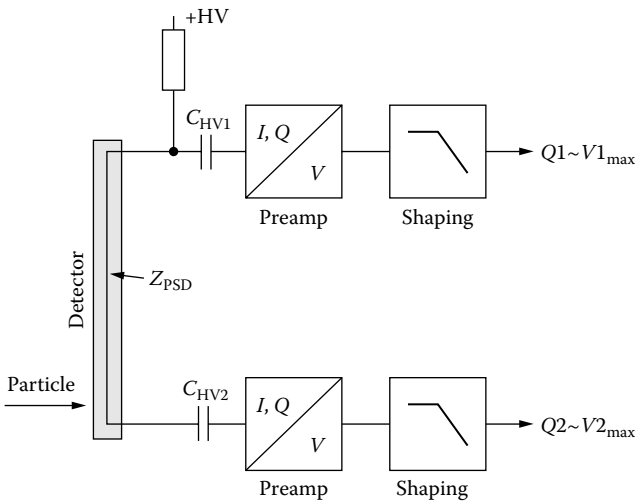 +HV
C_HV1
I, Q
V
Preamp
Shaping
Q1~V1_max
Detector
Z_PSD
Particle
C_HV2
I, Q
V
Preamp
Shaping
Q2~V2_max